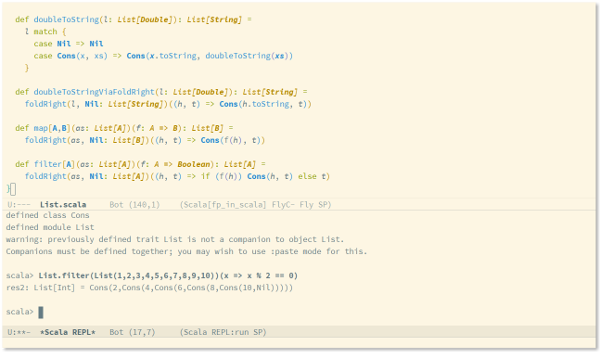 def doubleToString(l: List[Double]): List[String] =
l match {
case Nil => Nil
case Cons(x, xs) => Cons(x.toString, doubleToString(xs))
}
def doubleToStringViaFoldRight(l: List[Double]): List[String] =
foldRight(l, Nil: List[String])((h, t) => Cons(h.toString, t))
def map[A,B](as: List[A])(f: A => B): List[B] =
foldRight(as, Nil: List[B])((h, t) => Cons(f(h), t))
def filter[A](as: List[A])(f: A => Boolean): List[A] =
foldRight(as, Nil: List[A])((h, t) => if (f(h)) Cons(h, t) else t)
}
U:--- List.scala Bot (140,1) (Scala[fp_in_scala] FlyC- Fly SP)
defined class Cons
defined module List
warning: previously defined trait List is not a companion to object List.
Companions must be defined together; you may wish to use :paste mode for this.
scala> List.filter(List(1,2,3,4,5,6,7,8,9,10))(x => x % 2 == 0)
res2: List[Int] = Cons(2,Cons(4,Cons(6,Cons(8,Cons(10,Nil)))))
scala>
U:**- *Scala REPL* Bot (17,7) (Scala REPL:run SP)